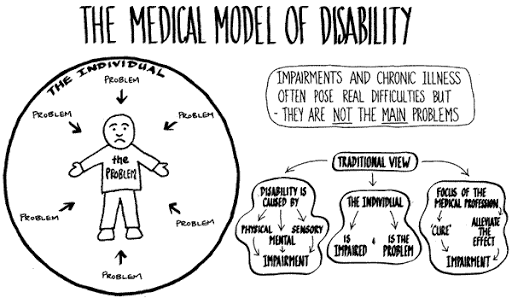 THE MEDICAL MODEL OF DISABILITY
THE INDIVIDUAL
PROBLEM
PROBLEM
PROBLEM
the
PROBLEM
PROBLEM
PROBLEM
PROBLEM
IMPAIRMENTS AND CHRONIC ILLNESS
OFTEN POSE REAL DIFFICULTIES BUT
- THEY ARE NOT THE MAIN PROBLEMS
TRADITIONAL VIEW
DISABILITY IS
CAUSED BY
PHYSICAL
SENSORY
MENTAL
IMPAIRMENT
THE INDIVIDUAL
IS
IMPAIRED
&
IS THE
PROBLEM
FOCUS OF THE
MEDICAL PROFESSION
'CURE'
ALLEVIATE
THE
EFFECT
IMPAIRMENT